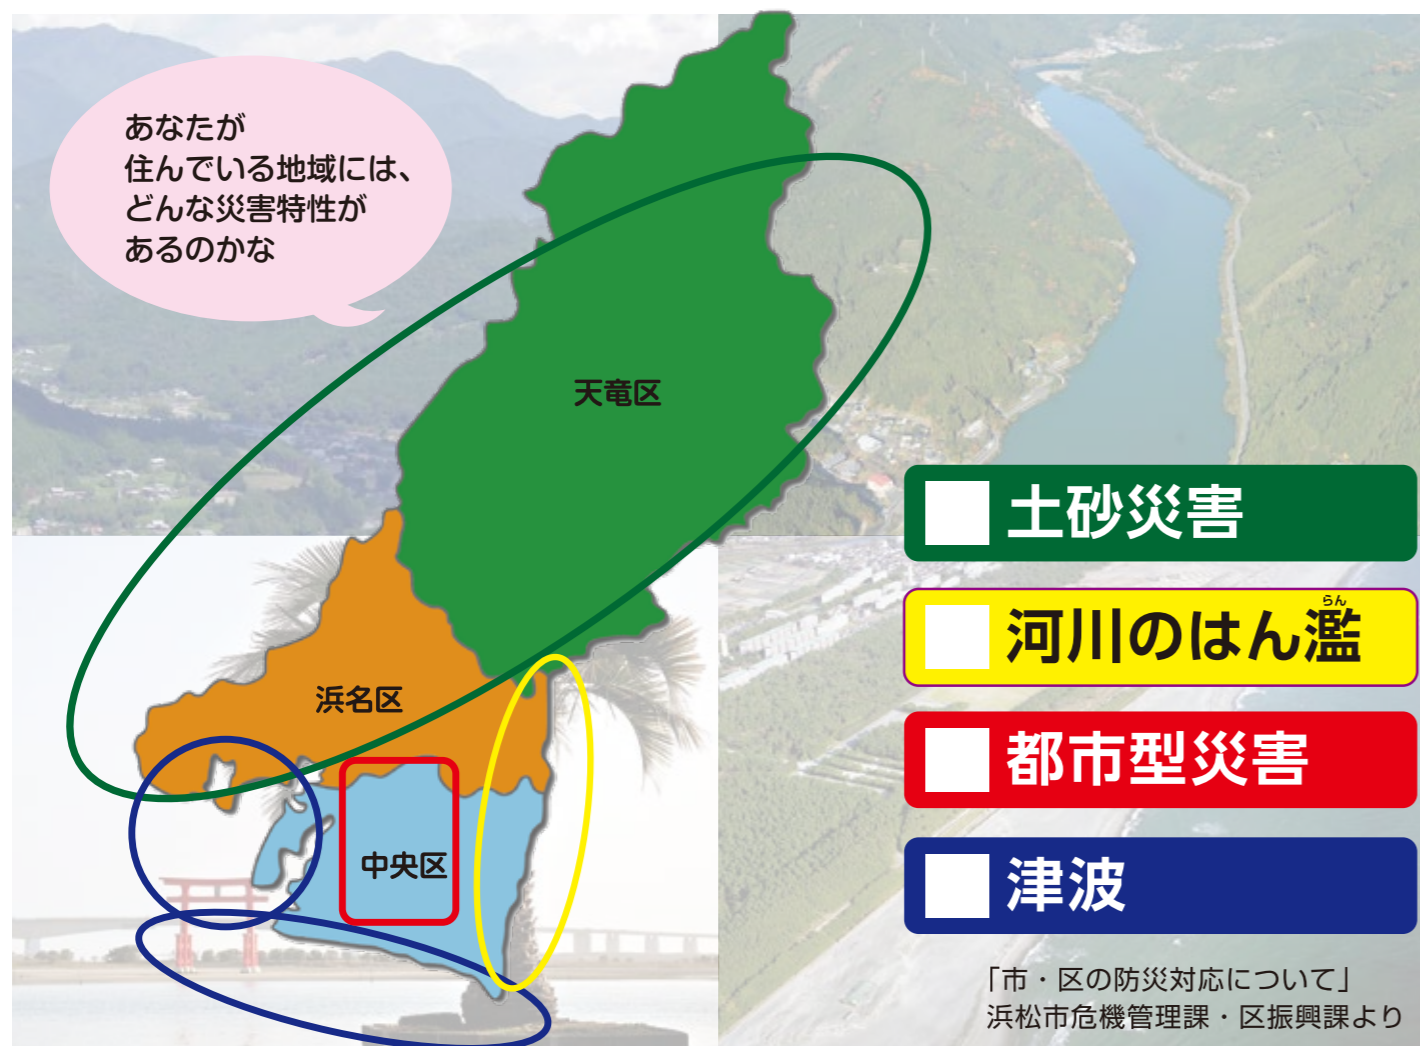 あなたが
住んでいる地域には、
どんな災害特性が
あるのかな
天竜区
浜名区
中央区
土砂災害
らん
河川のはん濫
都市型災害
津波
「市・区の防災対応について」
浜松市危機管理課・区振興課より